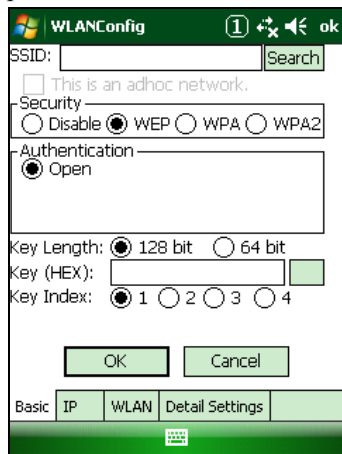 WLANConfig 1 ok
SSID: Search
This is an adhoc network.
Security
Disable WEP WPA WPA2
Authentication
Open
Key Length: 128 bit 64 bit
Key (HEX):
Key Index: 1 2 3 4
OK Cancel
Basic IP WLAN Detail Settings